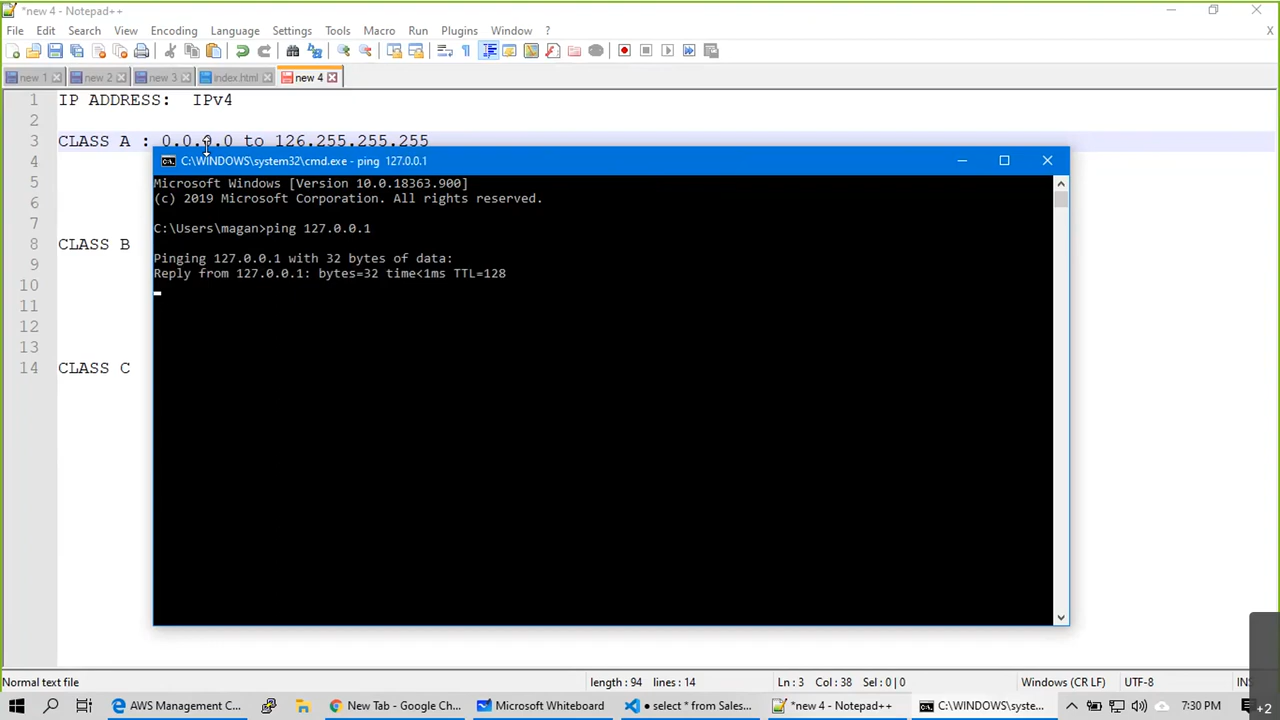 *new 4 - Notepad++
File Edit Search View Encoding Language Settings Tools Macro Run Plugins Window ? X
new 1 new 2 new 3 index.html new 4
1 IP ADDRESS:  IPv4
2
3 CLASS A : 0.0.0.0 to 126.255.255.255
4
C:\WINDOWS\system32\cmd.exe - ping  127.0.0.1
Microsoft Windows [Version 10.0.18363.900]
(c) 2019 Microsoft Corporation. All rights reserved.
C:\Users\magan>ping 127.0.0.1
Pinging 127.0.0.1 with 32 bytes of data:
Reply from 127.0.0.1: bytes=32 time<1ms TTL=128
5
6
7
8 CLASS B
9
10
11
12
13
14 CLASS C
Normal text file length : 94 lines : 14 Ln : 3 Col : 38 Sel : 0 | 0 Windows (CR LF) UTF-8 IN
AWS Management C... New Tab - Google Ch... Microsoft Whiteboard ● select * from Sales... *new 4 - Notepad++ C:\WINDOWS\syste... 7:30 PM +2